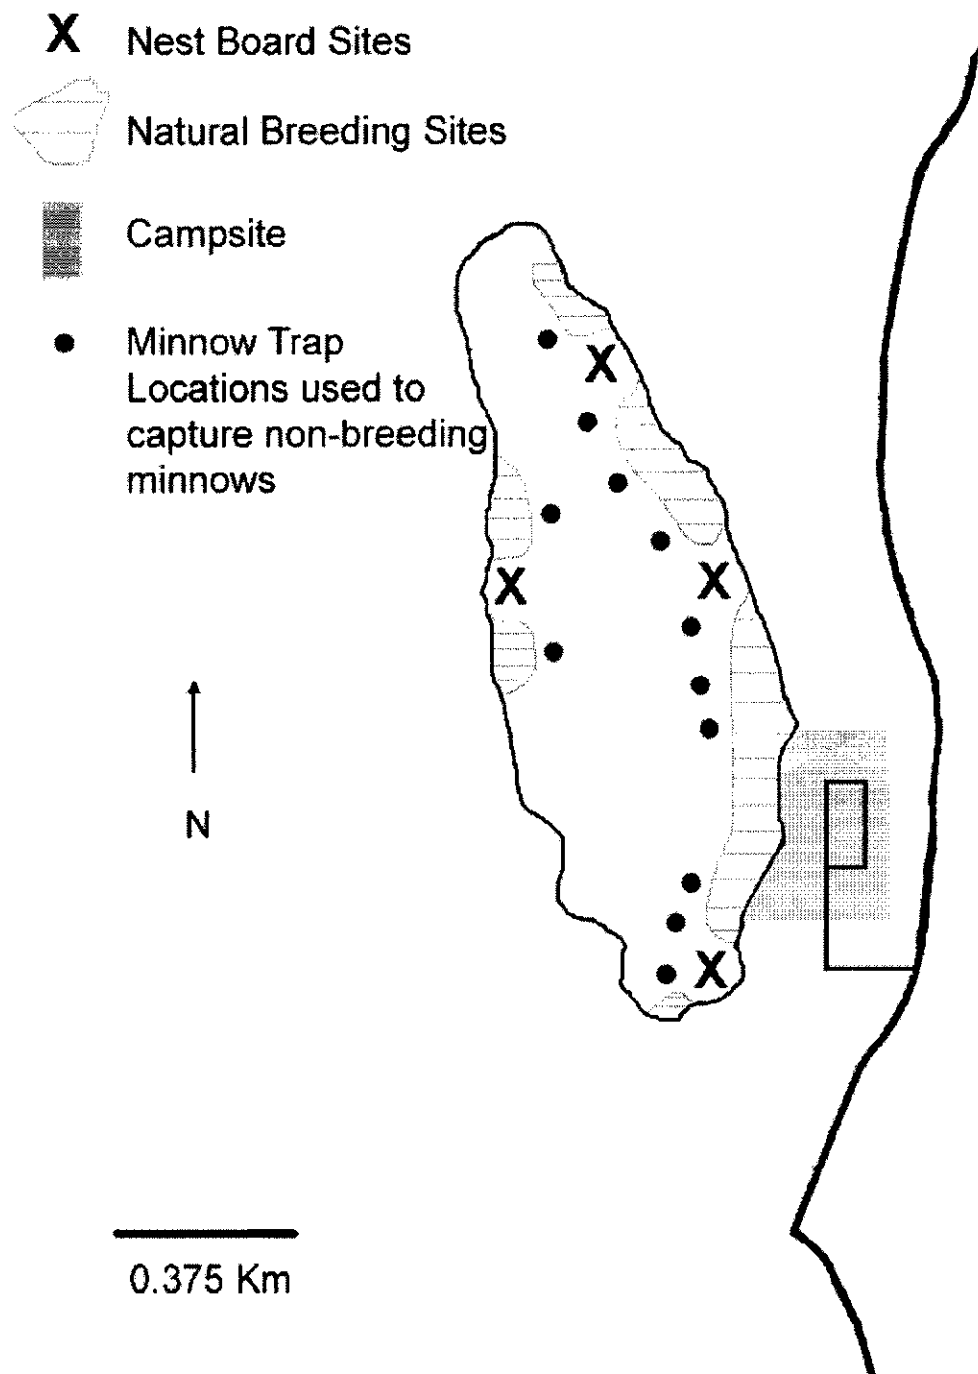 X Nest Board Sites
Natural Breeding Sites
Campsite
Minnow Trap
Locations used to
capture non-breeding
minnows
X
X
X
N
X
0.375 Km